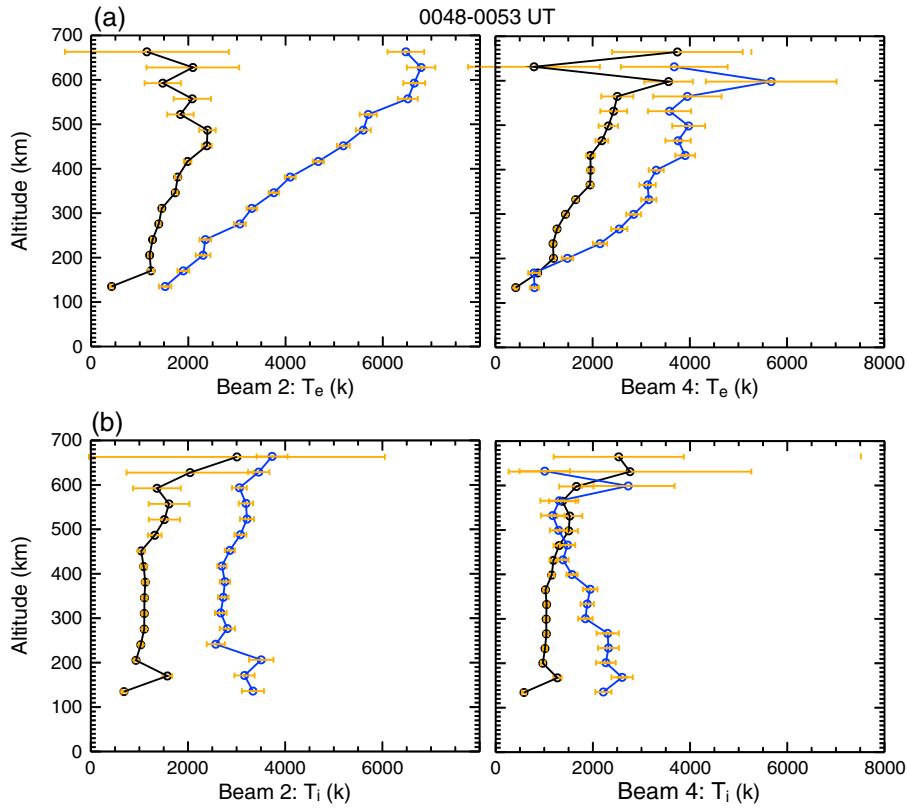 0048-0053 UT
(a)
700
600
500
400
300
200
100
0
Altitude (km)
0 2000 4000 6000
0 2000 4000 6000 8000
Beam 2: Te (k)
Beam 4: Te (k)
(b)
700
600
500
400
300
200
100
0
Altitude (km)
0 2000 4000 6000
0 2000 4000 6000 8000
Beam 2: Ti (k)
Beam 4: Ti (k)